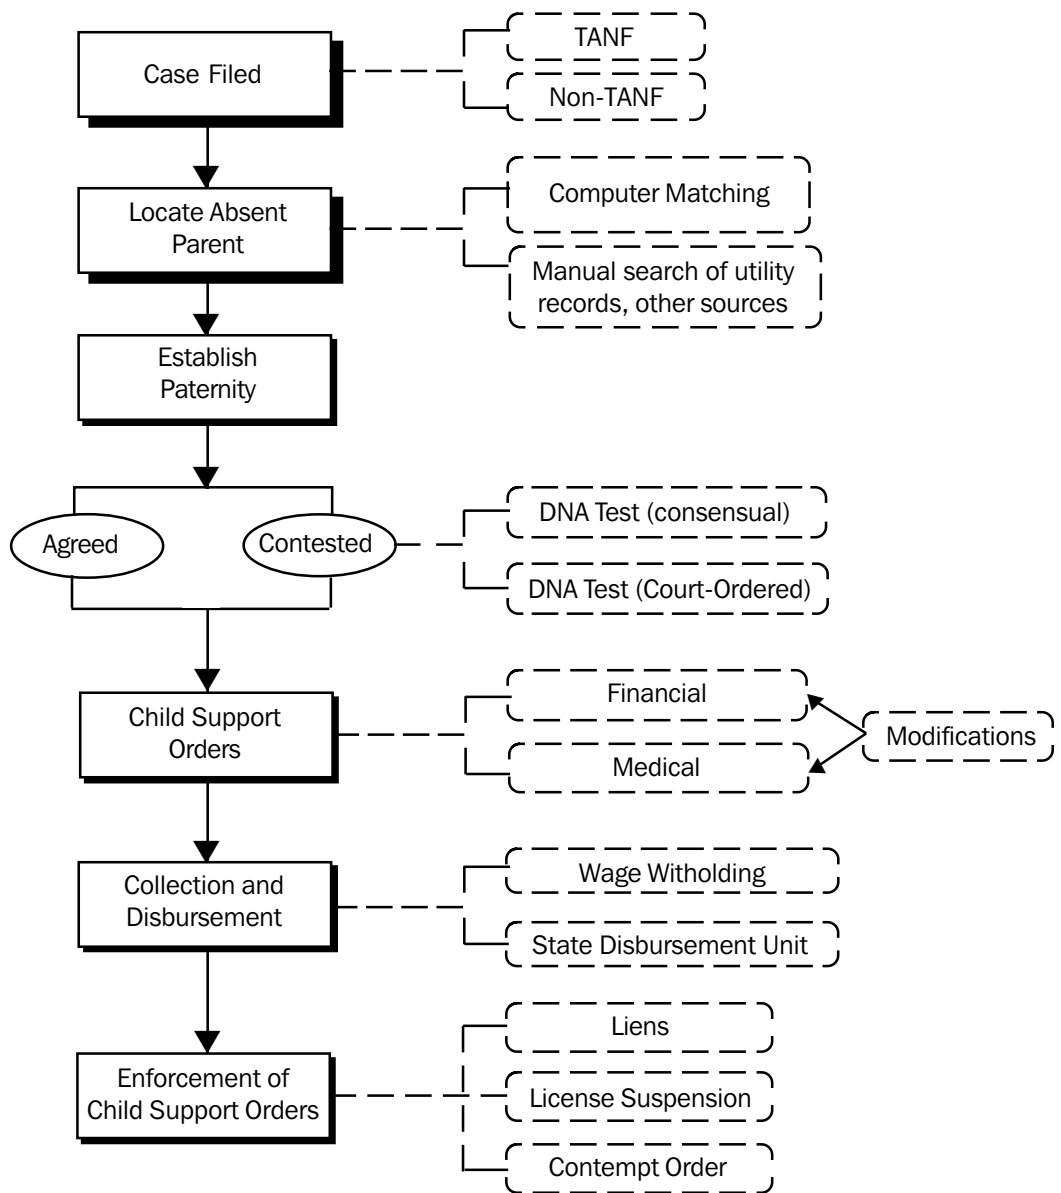 Case Filed
TANF
Non-TANF
Locate Absent
Parent
Computer Matching
Manual search of utility
records, other sources
Establish
Paternity
Agreed
Contested
DNA Test (consensual)
DNA Test (Court-Ordered)
Child Support
Orders
Financial
Medical
Modifications
Collection and
Disbursement
Wage Witholding
State Disbursement Unit
Enforcement of
Child Support Orders
Liens
License Suspension
Contempt Order